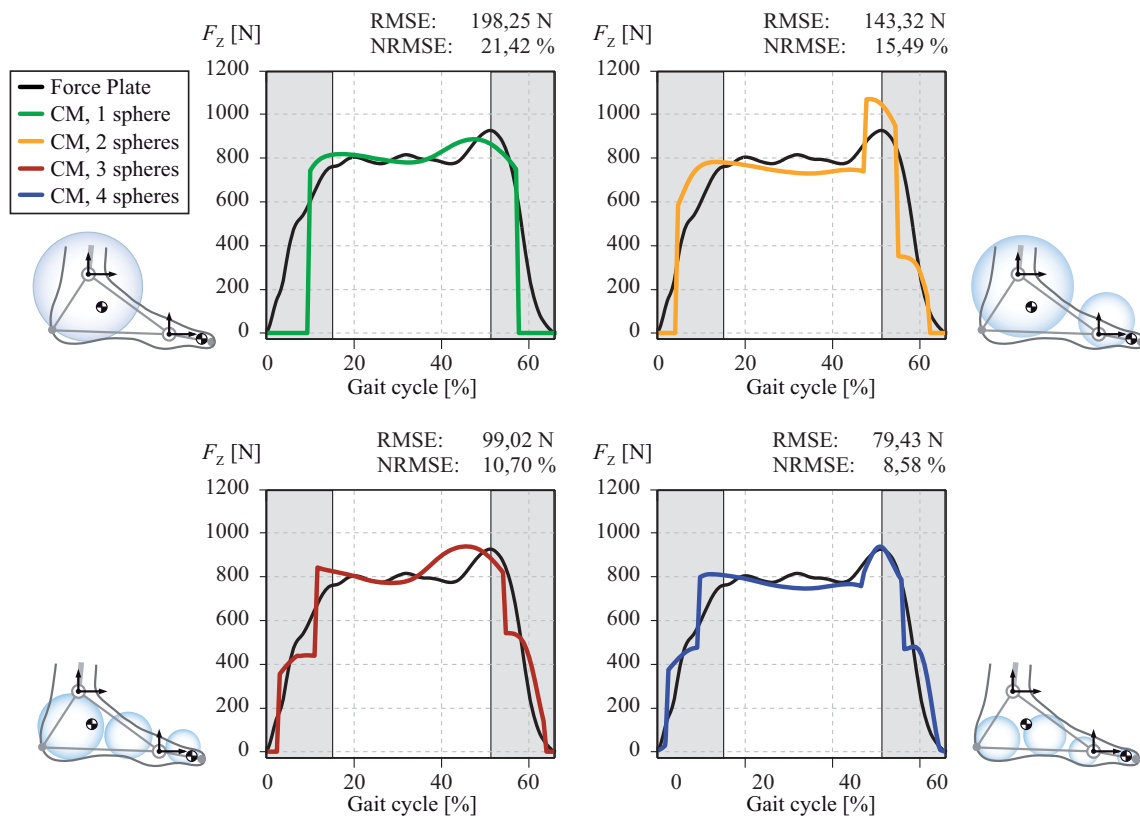 RMSE: 198,25 N
NRMSE: 21,42 %
F_Z [N]
1200
1000
800
600
400
200
0
0 20 40 60
Gait cycle [%]
Force Plate
CM, 1 sphere
CM, 2 spheres
CM, 3 spheres
CM, 4 spheres
RMSE: 143,32 N
NRMSE: 15,49 %
F_Z [N]
1200
1000
800
600
400
200
0
0 20 40 60
Gait cycle [%]
RMSE: 99,02 N
NRMSE: 10,70 %
F_Z [N]
1200
1000
800
600
400
200
0
0 20 40 60
Gait cycle [%]
RMSE: 79,43 N
NRMSE: 8,58 %
F_Z [N]
1200
1000
800
600
400
200
0
0 20 40 60
Gait cycle [%]